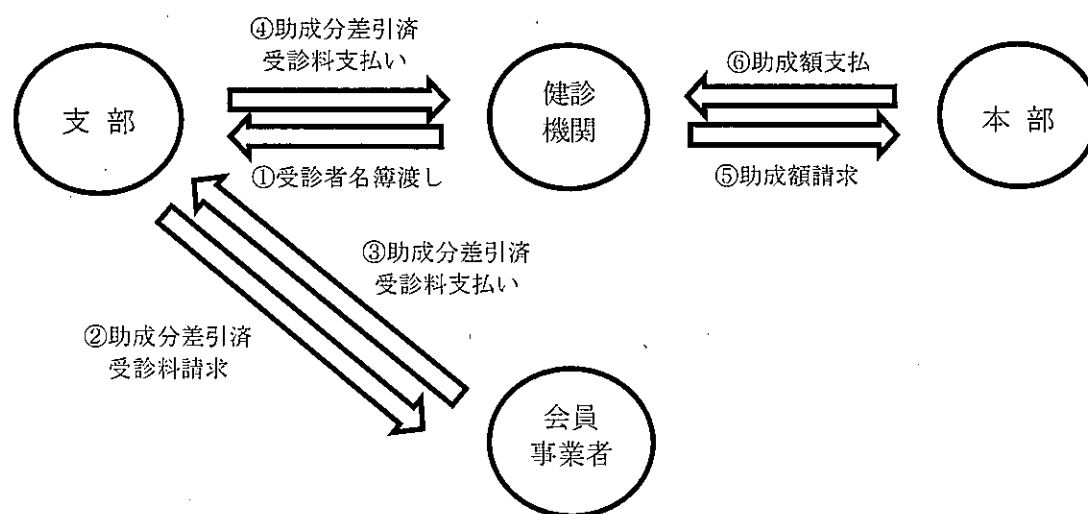 ④助成分差引済
受診料支払い
⑥助成額支払
支 部
健診
機関
本 部
①受診者名簿渡し
⑤助成額請求
③助成分差引済
受診料支払い
②助成分差引済
受診料請求
会員
事業者